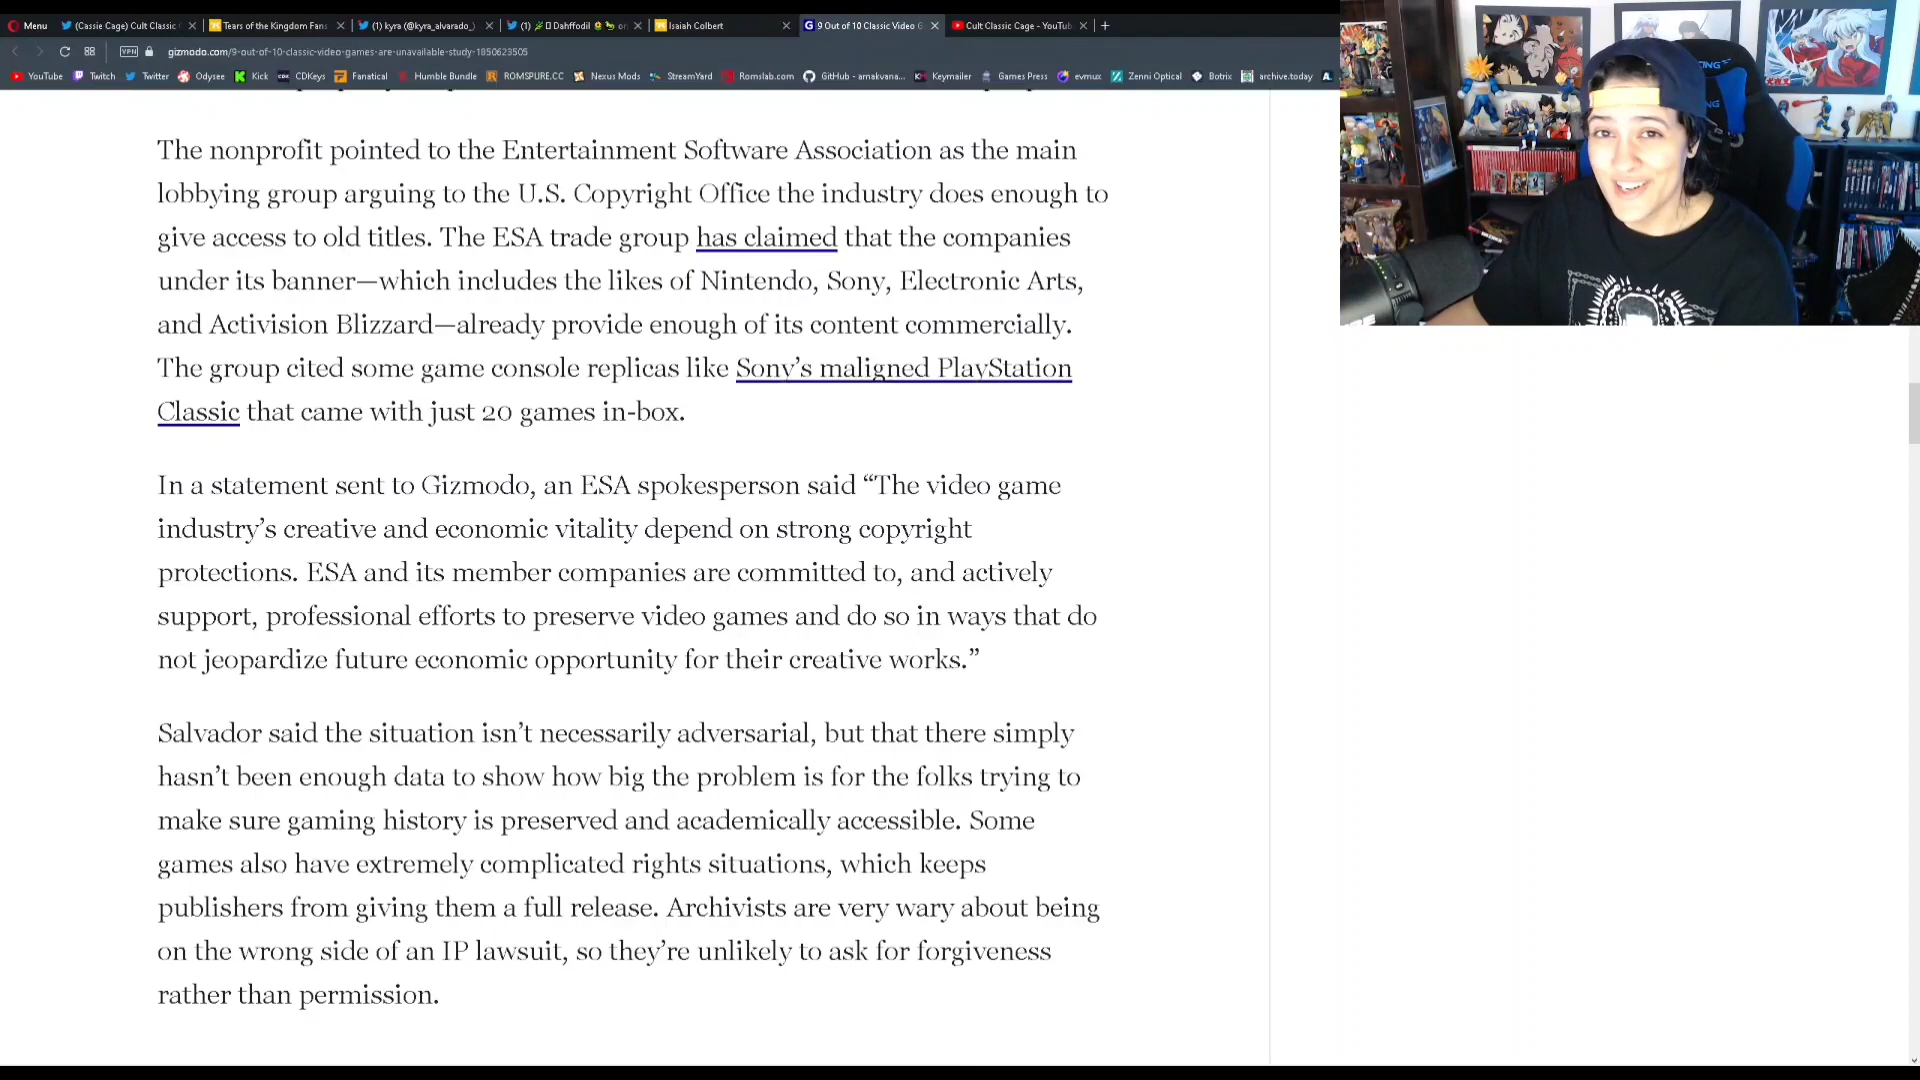 Menu
(Cassie Cage) Cult Classic
Tears of the Kingdom Fans
(1) kyra (@kyra_alvarado_)
(1) Dahffodil
Isaiah Colbert
9 Out of 10 Classic Video G
Cult Classic Cage - YouTube
VPN
gizmodo.com/9-out-of-10-classic-video-games-are-unavailable-study-1850623505
YouTube
Twitch
Twitter
Odysee
Kick
CDKeys
Fanatical
Humble Bundle
ROMSPURE.CC
Nexus Mods
StreamYard
Romslab.com
GitHub - amakvana...
Keymailer
Games Press
evmux
Zenni Optical
Botrix
archive.today
The nonprofit pointed to the Entertainment Software Association as the main
lobbying group arguing to the U.S. Copyright Office the industry does enough to
give access to old titles. The ESA trade group has claimed that the companies
under its banner—which includes the likes of Nintendo, Sony, Electronic Arts,
and Activision Blizzard—already provide enough of its content commercially.
The group cited some game console replicas like Sony’s maligned PlayStation
Classic that came with just 20 games in-box.
In a statement sent to Gizmodo, an ESA spokesperson said “The video game
industry’s creative and economic vitality depend on strong copyright
protections. ESA and its member companies are committed to, and actively
support, professional efforts to preserve video games and do so in ways that do
not jeopardize future economic opportunity for their creative works.”
Salvador said the situation isn’t necessarily adversarial, but that there simply
hasn’t been enough data to show how big the problem is for the folks trying to
make sure gaming history is preserved and academically accessible. Some
games also have extremely complicated rights situations, which keeps
publishers from giving them a full release. Archivists are very wary about being
on the wrong side of an IP lawsuit, so they’re unlikely to ask for forgiveness
rather than permission.